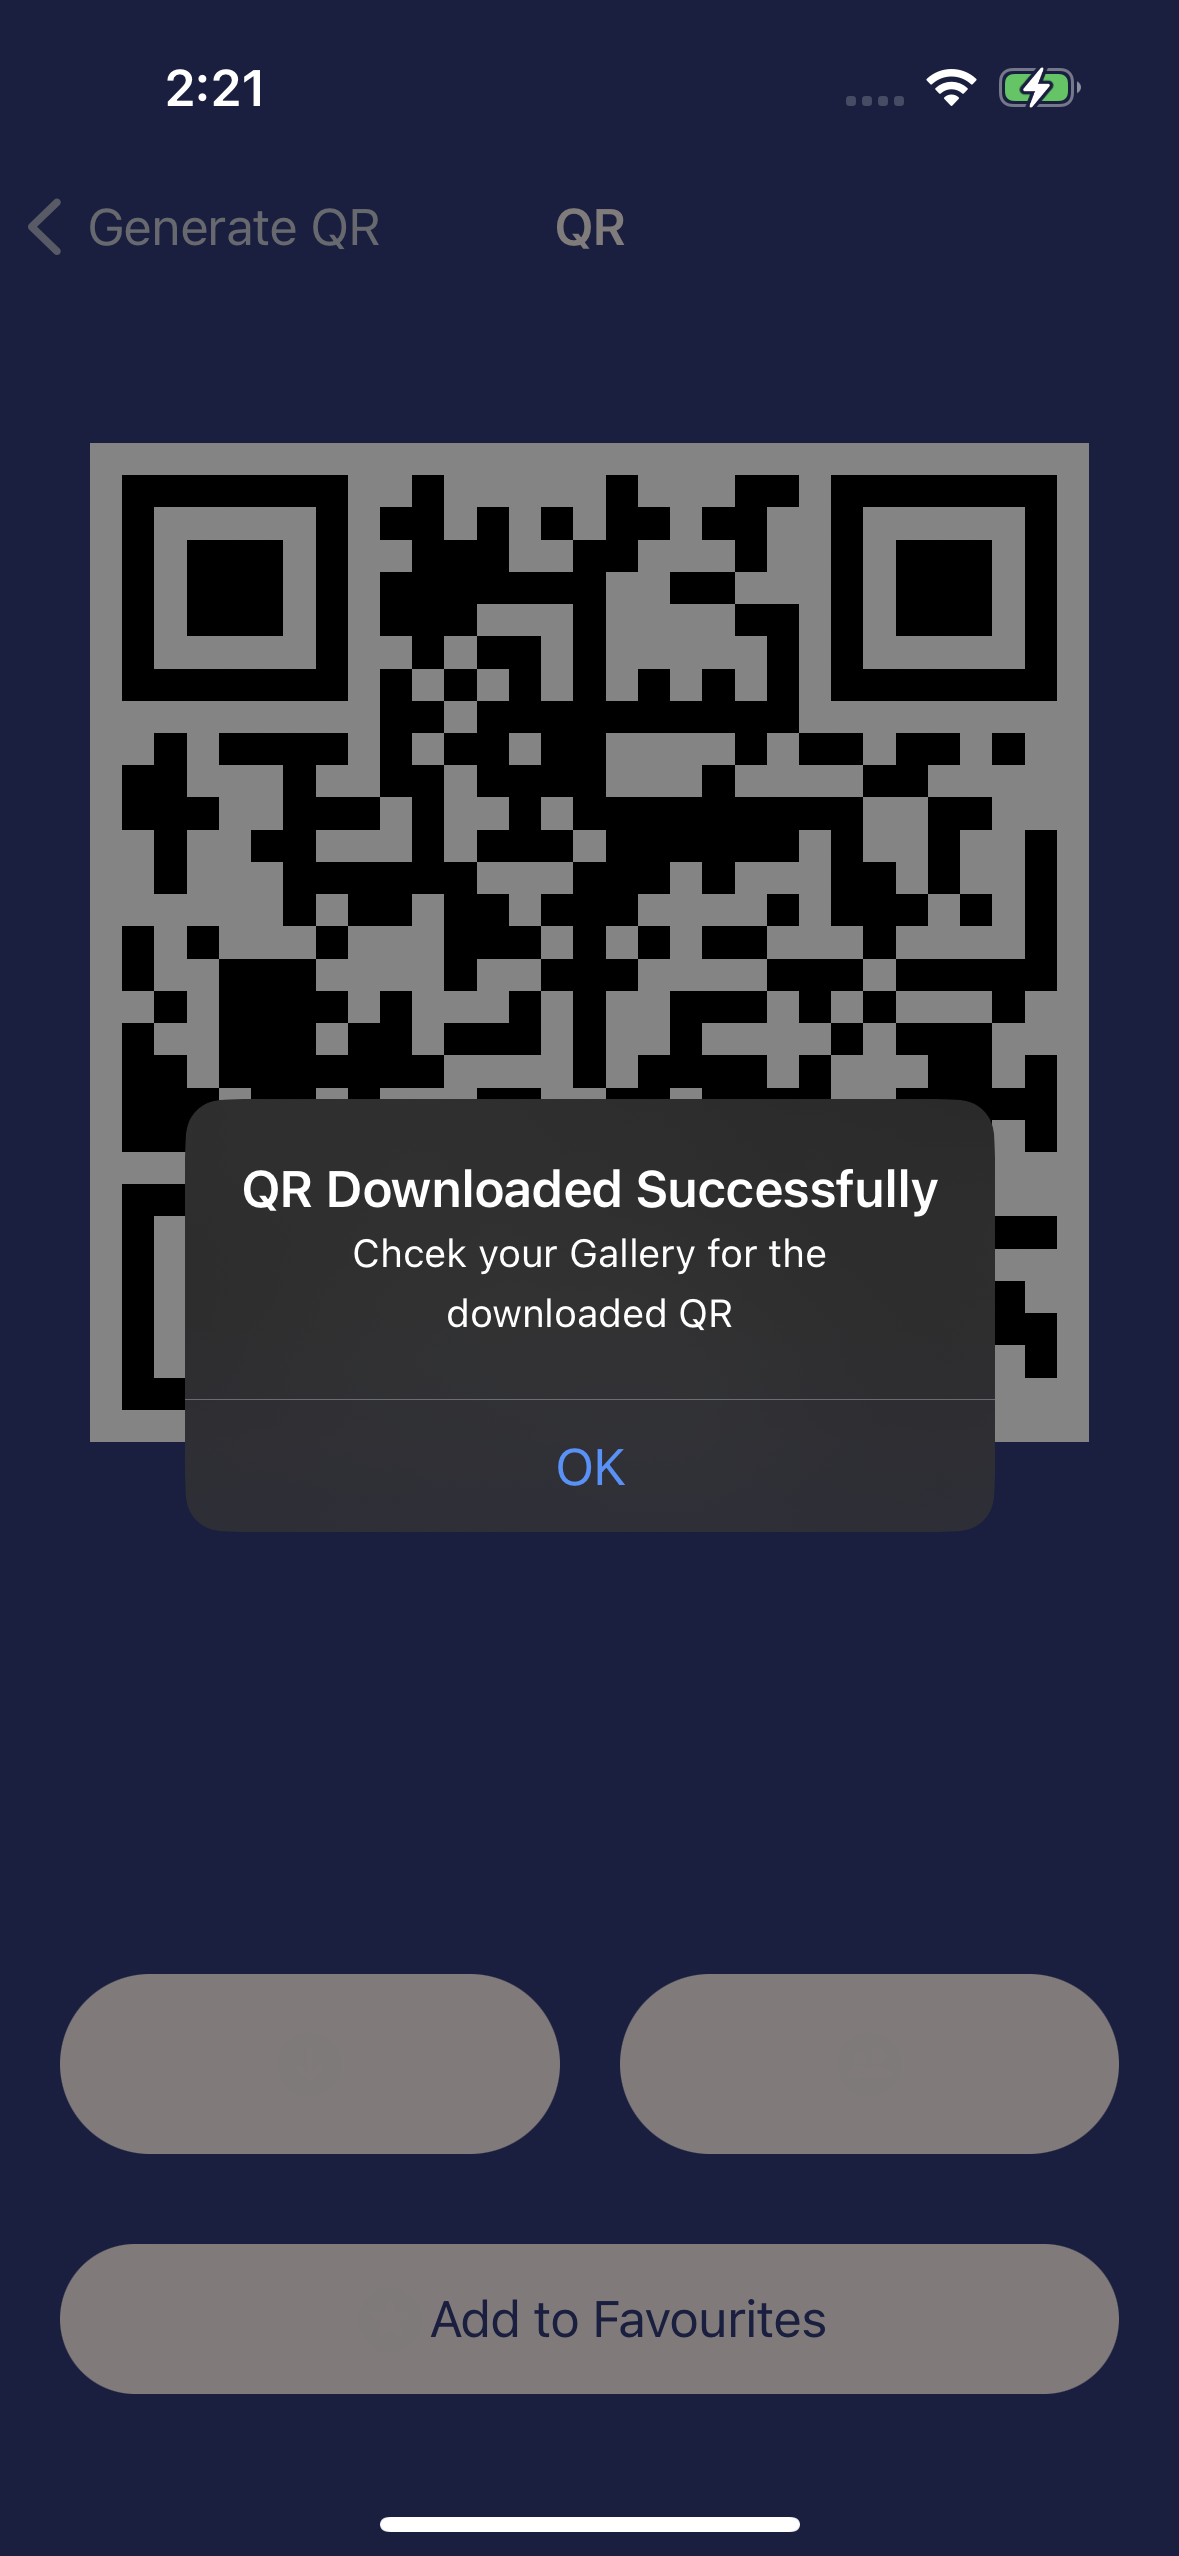 2:21
Generate QR
QR
QR Downloaded Successfully
Chcek your Gallery for the
downloaded QR
OK
Add to Favourites